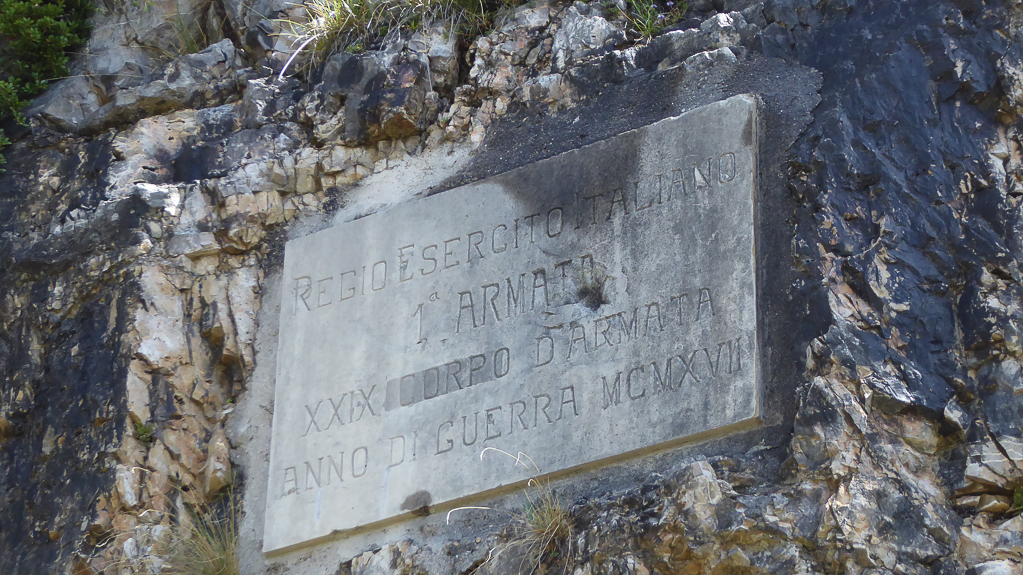 REGIO ESERCITO ITALIANO
1ª ARMATA
XXIX CORPO D'ARMATA
ANNO DI GUERRA MCMXVII